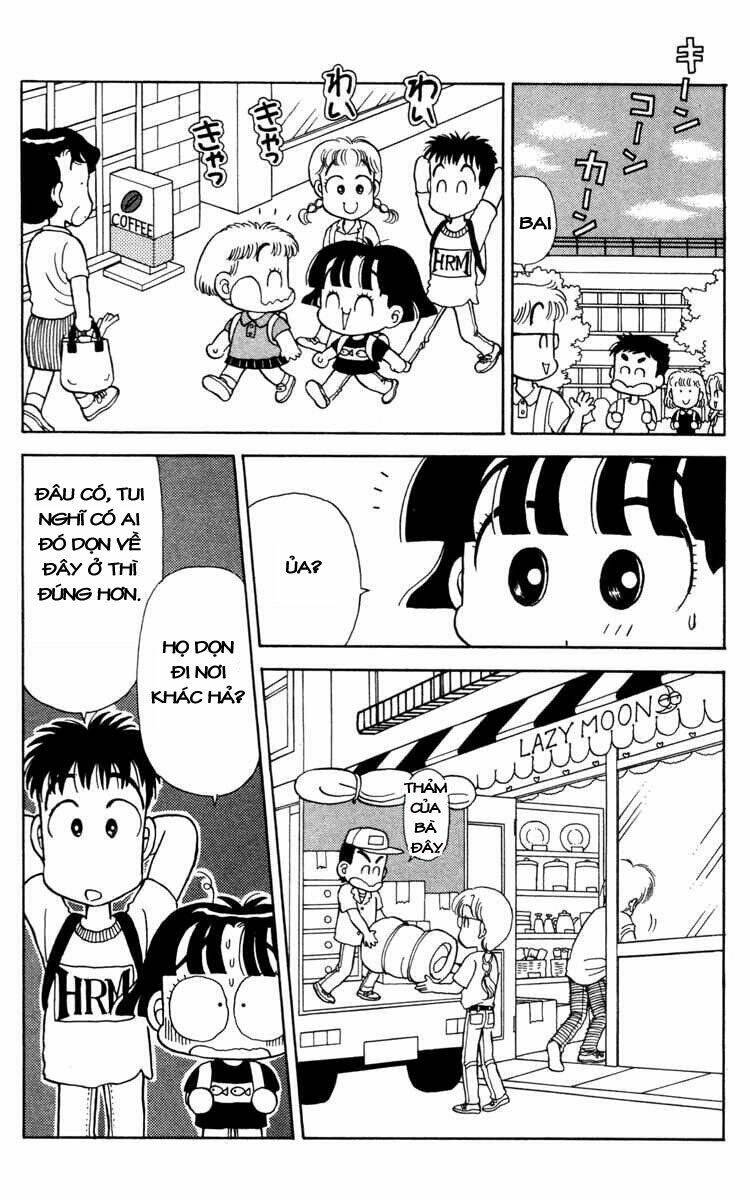 キーン
コーン
カーン
BAI
わい
わい
きゃっ
きゃっ
COFFEE
HRM
ỦA?
HỌ DỌN
ĐI NƠI
KHÁC HẢ?
ĐÂU CÓ, TUI
NGHĨ CÓ AI
ĐÓ DỌN VỀ
ĐÂY Ở THÌ
ĐÚNG HƠN.
HRM
LAZY MOON
THẢM
CỦA
BÀ
ĐÂY